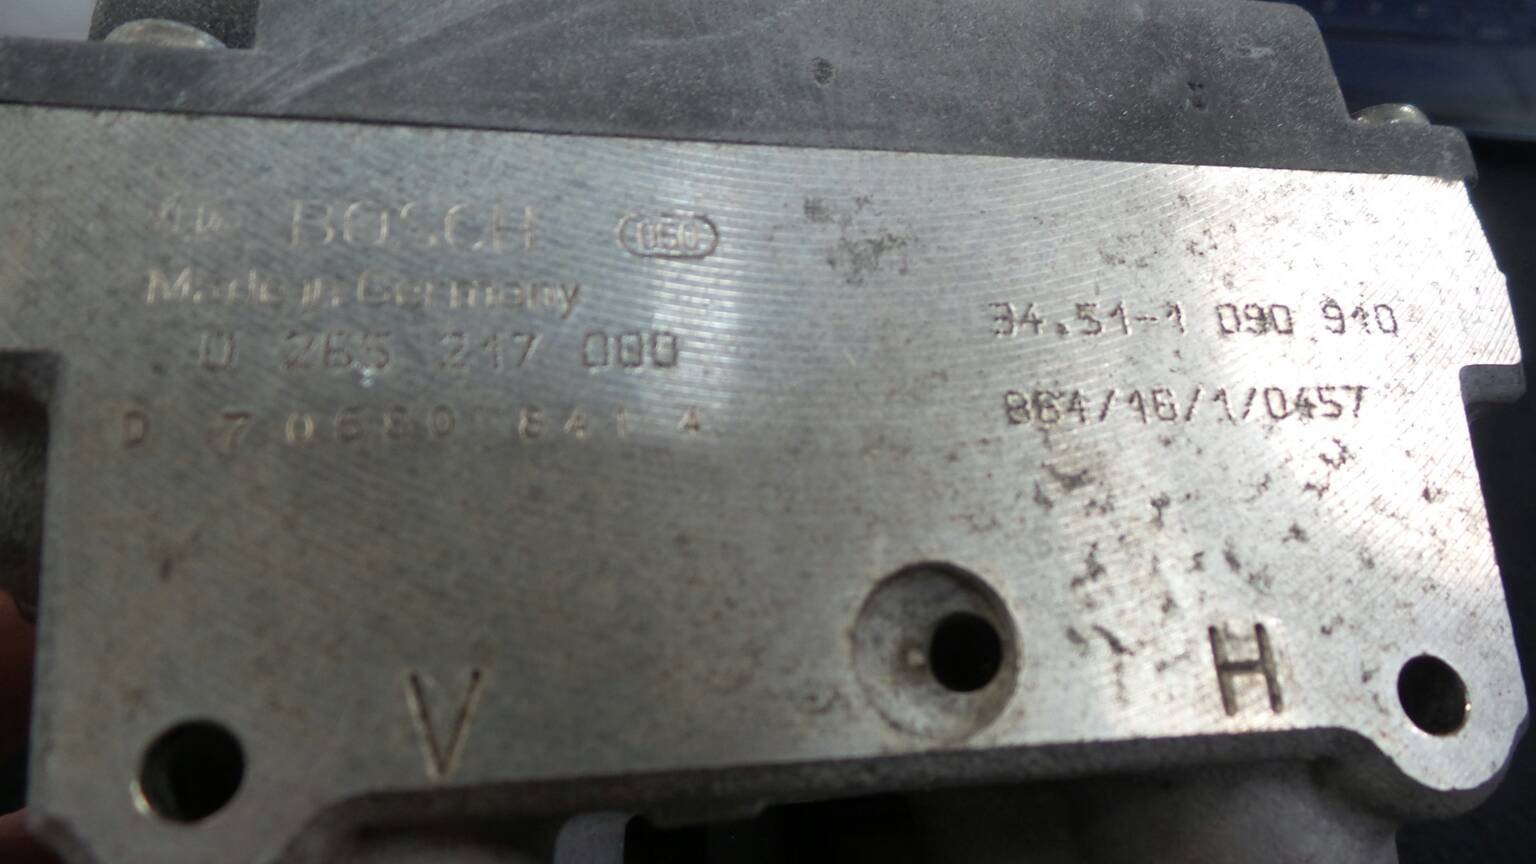 BOSCH 050
Made in Germany
0 265 217 000
34.51-1 090 910
D 70680 641 4
864/16/1/0457
V
H